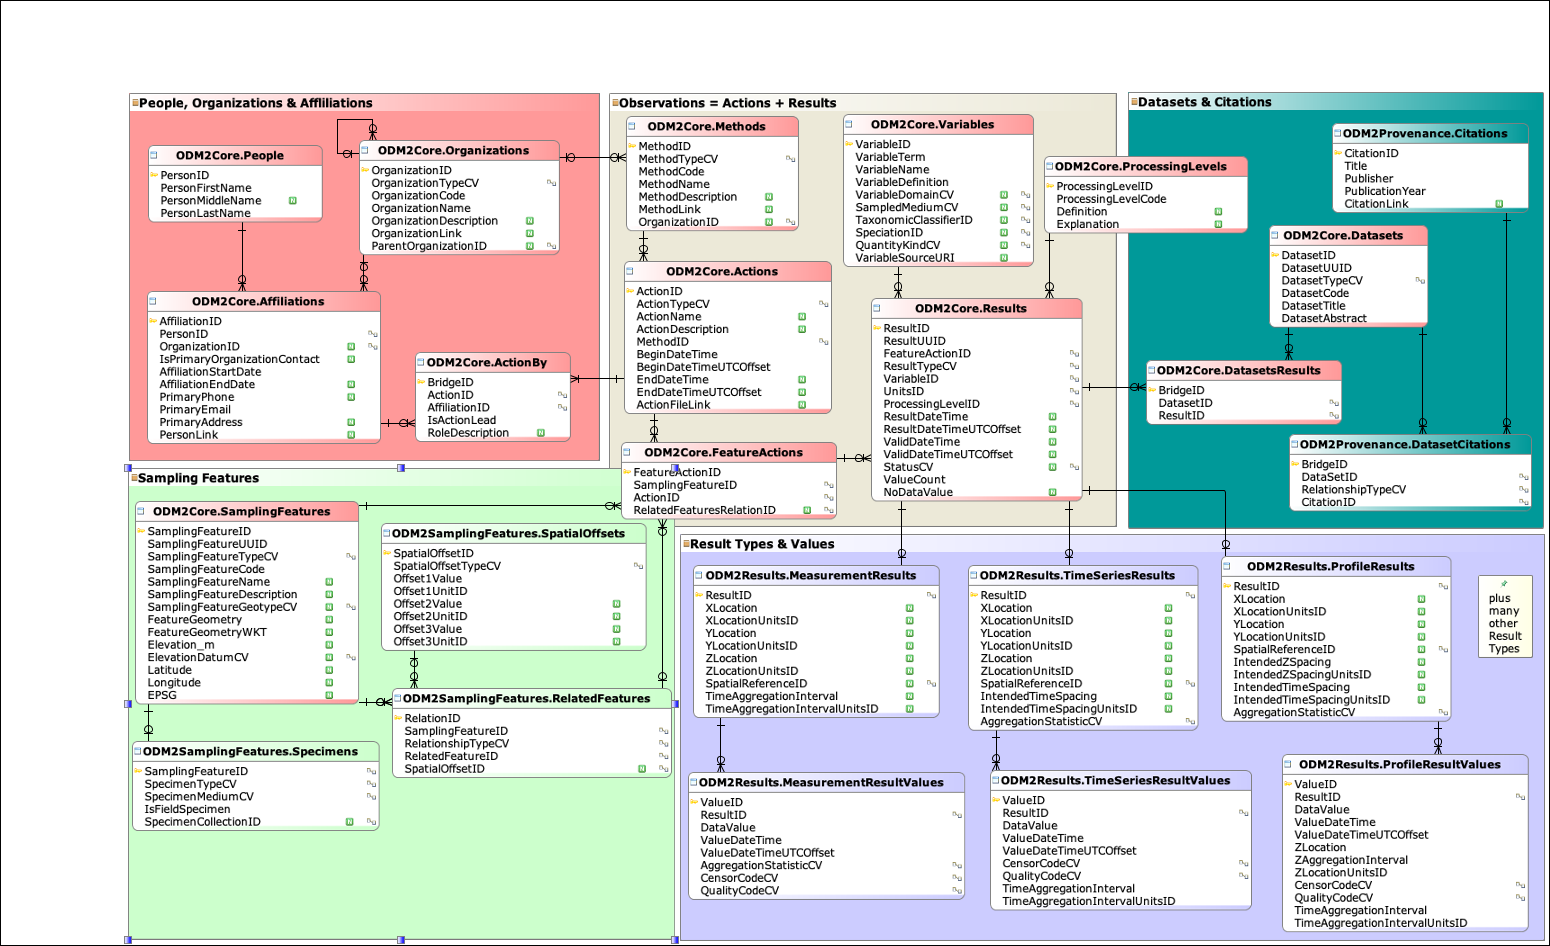 People, Organizations & Affliliations
ODM2Core.People
PersonID
PersonFirstName
PersonMiddleName N
PersonLastName
ODM2Core.Organizations
OrganizationID
OrganizationTypeCV
OrganizationCode
OrganizationName
OrganizationDescription N
OrganizationLink N
ParentOrganizationID N
ODM2Core.Affiliations
AffiliationID
PersonID
OrganizationID N
IsPrimaryOrganizationContact N
AffiliationStartDate
AffiliationEndDate N
PrimaryPhone N
PrimaryEmail
PrimaryAddress N
PersonLink N
ODM2Core.ActionBy
BridgeID
ActionID
AffiliationID
IsActionLead
RoleDescription N
Observations = Actions + Results
ODM2Core.Methods
MethodID
MethodTypeCV
MethodCode
MethodName
MethodDescription N
MethodLink N
OrganizationID N
ODM2Core.Variables
VariableID
VariableTerm
VariableName
VariableDefinition
VariableDomainCV N
SampledMediumCV N
TaxonomicClassifierID N
SpeciationID N
QuantityKindCV N
VariableSourceURI N
ODM2Core.ProcessingLevels
ProcessingLevelID
ProcessingLevelCode
Definition N
Explanation N
ODM2Core.Actions
ActionID
ActionTypeCV
ActionName N
ActionDescription N
MethodID
BeginDateTime
BeginDateTimeUTCOffset
EndDateTime N
EndDateTimeUTCOffset N
ActionFileLink N
ODM2Core.Results
ResultID
ResultUUID
FeatureActionID
ResultTypeCV
VariableID
UnitsID
ProcessingLevelID
ResultDateTime N
ResultDateTimeUTCOffset N
ValidDateTime N
ValidDateTimeUTCOffset N
StatusCV N
ValueCount
NoDataValue N
ODM2Core.FeatureActions
FeatureActionID
SamplingFeatureID
ActionID
RelatedFeaturesRelationID N
Datasets & Citations
ODM2Provenance.Citations
CitationID
Title
Publisher
PublicationYear
CitationLink N
ODM2Core.Datasets
DatasetID
DatasetUUID
DatasetTypeCV
DatasetCode
DatasetTitle
DatasetAbstract
ODM2Core.DatasetsResults
BridgeID
DatasetID
ResultID
ODM2Provenance.DatasetCitations
BridgeID
DataSetID
RelationshipTypeCV
CitationID
Sampling Features
ODM2Core.SamplingFeatures
SamplingFeatureID
SamplingFeatureUUID
SamplingFeatureTypeCV
SamplingFeatureCode
SamplingFeatureName N
SamplingFeatureDescription N
SamplingFeatureGeotypeCV N
FeatureGeometry N
FeatureGeometryWKT N
Elevation_m N
ElevationDatumCV N
Latitude N
Longitude N
EPSG N
ODM2SamplingFeatures.SpatialOffsets
SpatialOffsetID
SpatialOffsetTypeCV
Offset1Value
Offset1UnitID
Offset2Value N
Offset2UnitID N
Offset3Value N
Offset3UnitID N
ODM2SamplingFeatures.RelatedFeatures
RelationID
SamplingFeatureID
RelationshipTypeCV
RelatedFeatureID
SpatialOffsetID N
ODM2SamplingFeatures.Specimens
SamplingFeatureID
SpecimenTypeCV
SpecimenMediumCV
IsFieldSpecimen
SpecimenCollectionID N
Result Types & Values
ODM2Results.MeasurementResults
ResultID
XLocation N
XLocationUnitsID N
YLocation N
YLocationUnitsID N
ZLocation N
ZLocationUnitsID N
SpatialReferenceID N
TimeAggregationInterval N
TimeAggregationIntervalUnitsID N
ODM2Results.TimeSeriesResults
ResultID
XLocation N
XLocationUnitsID N
YLocation N
YLocationUnitsID N
ZLocation N
ZLocationUnitsID N
SpatialReferenceID N
IntendedTimeSpacing N
IntendedTimeSpacingUnitsID N
AggregationStatisticCV
ODM2Results.ProfileResults
ResultID
XLocation N
XLocationUnitsID N
YLocation N
YLocationUnitsID N
SpatialReferenceID N
IntendedZSpacing N
IntendedZSpacingUnitsID N
IntendedTimeSpacing N
IntendedTimeSpacingUnitsID N
AggregationStatisticCV
plus
many
other
Result
Types
ODM2Results.MeasurementResultValues
ValueID
ResultID
DataValue
ValueDateTime
ValueDateTimeUTCOffset
AggregationStatisticCV
CensorCodeCV
QualityCodeCV
ODM2Results.TimeSeriesResultValues
ValueID
ResultID
DataValue
ValueDateTime
ValueDateTimeUTCOffset
CensorCodeCV
QualityCodeCV
TimeAggregationInterval
TimeAggregationIntervalUnitsID
ODM2Results.ProfileResultValues
ValueID
ResultID
DataValue
ValueDateTime
ValueDateTimeUTCOffset
ZLocation
ZAggregationInterval
ZLocationUnitsID
CensorCodeCV
QualityCodeCV
TimeAggregationInterval
TimeAggregationIntervalUnitsID